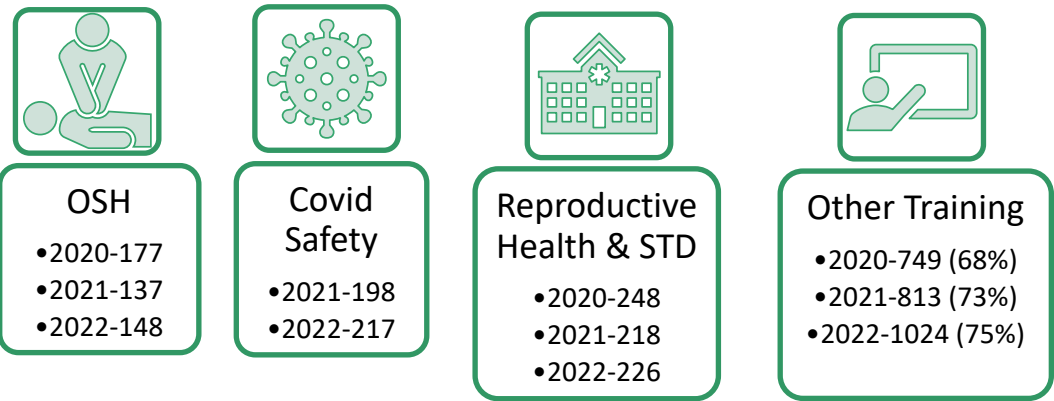 OSH
•2020-177
•2021-137
•2022-148
Covid
Safety
•2021-198
•2022-217
Reproductive
Health & STD
•2020-248
•2021-218
•2022-226
Other Training
•2020-749 (68%)
•2021-813 (73%)
•2022-1024 (75%)